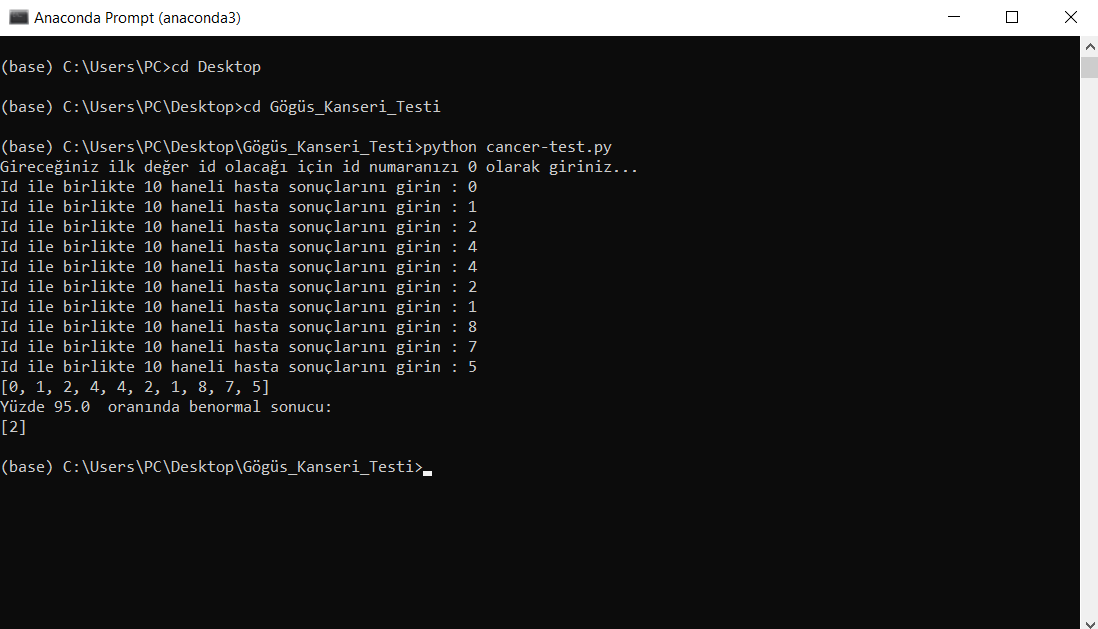 Anaconda Prompt (anaconda3)
(base) C:\Users\PC>cd Desktop
(base) C:\Users\PC\Desktop>cd Gögüs_Kanseri_Testi
(base) C:\Users\PC\Desktop\Gögüs_Kanseri_Testi>python cancer-test.py
Gireceğiniz ilk değer id olacağı için id numaranızı 0 olarak giriniz...
Id ile birlikte 10 haneli hasta sonuçlarını girin : 0
Id ile birlikte 10 haneli hasta sonuçlarını girin : 1
Id ile birlikte 10 haneli hasta sonuçlarını girin : 2
Id ile birlikte 10 haneli hasta sonuçlarını girin : 4
Id ile birlikte 10 haneli hasta sonuçlarını girin : 4
Id ile birlikte 10 haneli hasta sonuçlarını girin : 2
Id ile birlikte 10 haneli hasta sonuçlarını girin : 1
Id ile birlikte 10 haneli hasta sonuçlarını girin : 8
Id ile birlikte 10 haneli hasta sonuçlarını girin : 7
Id ile birlikte 10 haneli hasta sonuçlarını girin : 5
[0, 1, 2, 4, 4, 2, 1, 8, 7, 5]
Yüzde 95.0  oranında benormal sonucu:
[2]
(base) C:\Users\PC\Desktop\Gögüs_Kanseri_Testi>